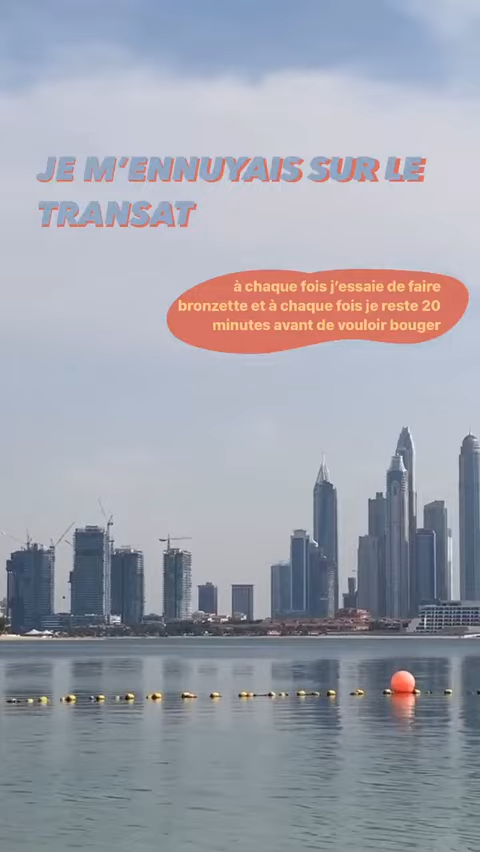 JE M’ENNUYAIS SUR LE
TRANSAT
à chaque fois j’essaie de faire
bronzette et à chaque fois je reste 20
minutes avant de vouloir bouger